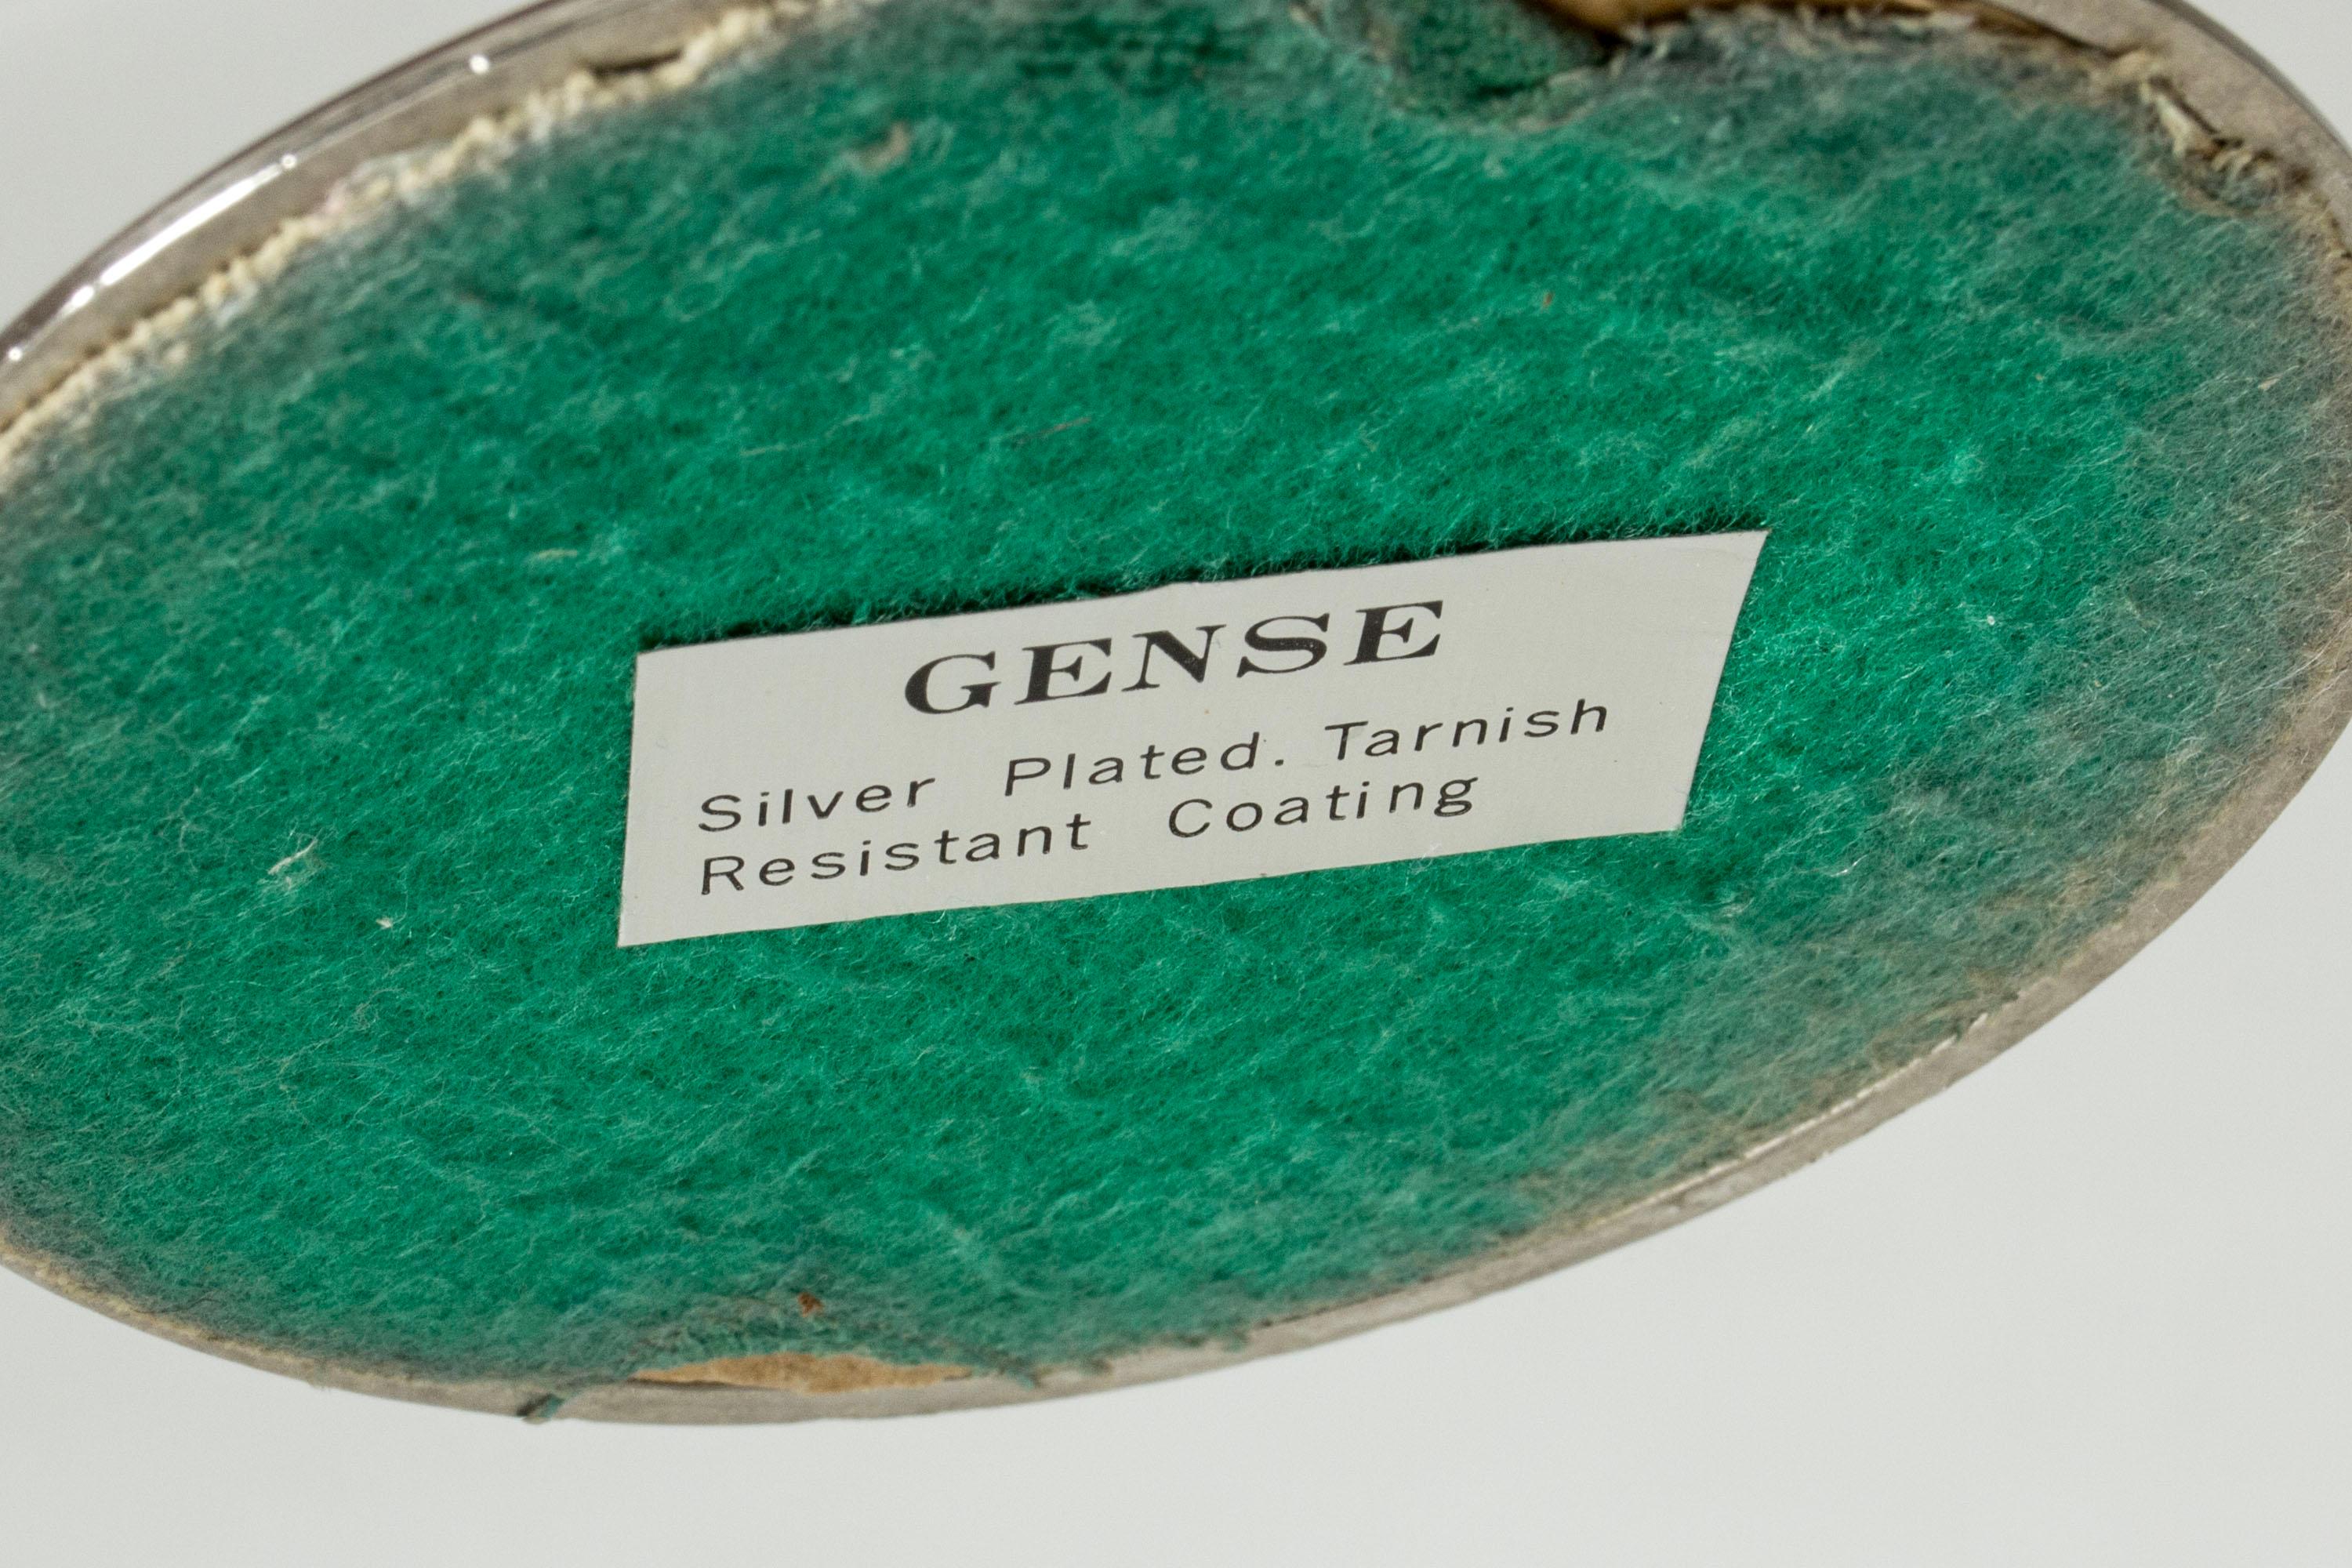 GENSE
Silver Plated. Tarnish
Resistant Coating